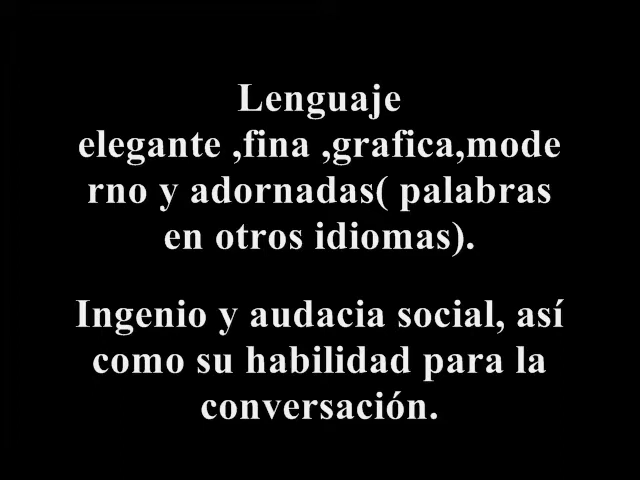 Lenguaje
elegante ,fina ,grafica,mode
rno y adornadas( palabras
en otros idiomas).
Ingenio y audacia social, así
como su habilidad para la
conversación.